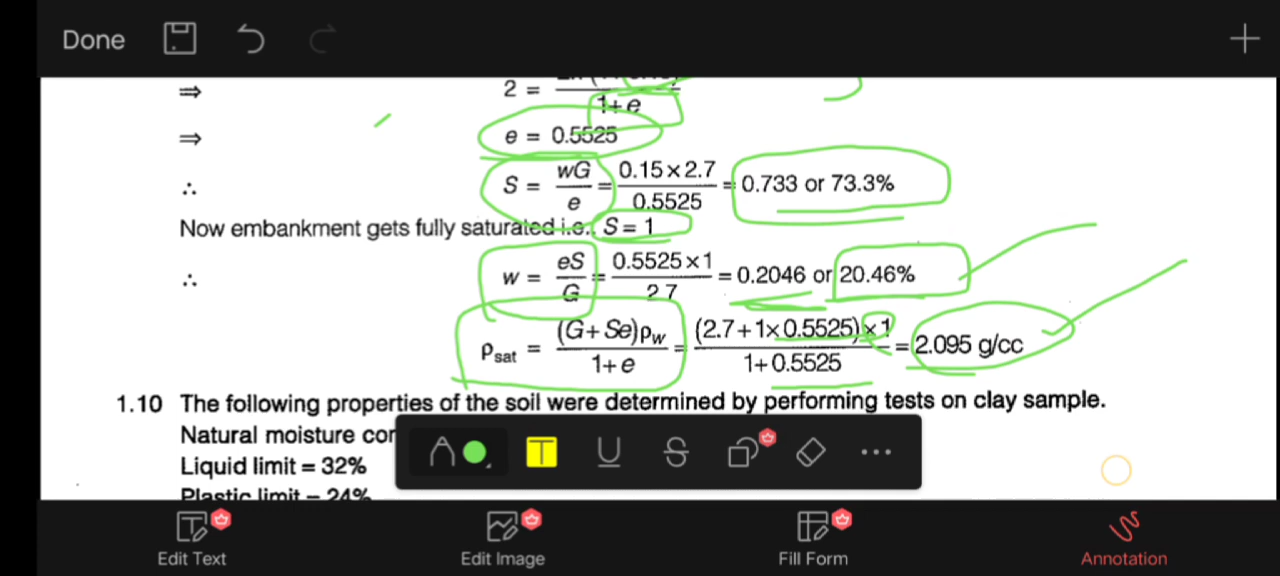 Done
⇒ 2 = 1+e
⇒ e = 0.5525
∴ S = wG/e = 0.15×2.7/0.5525 = 0.733 or 73.3%
Now embankment gets fully saturated i.e., S = 1
∴ w = eS/G = 0.5525×1/2.7 = 0.2046 or 20.46%
ρsat = (G+Se)ρw/1+e = (2.7+1×0.5525)×1/1+0.5525 = 2.095 g/cc
1.10 The following properties of the soil were determined by performing tests on clay sample.
Natural moisture
Liquid limit = 32%
Plastic limit = 24%
T
U
S
Edit Text
Edit Image
Fill Form
Annotation